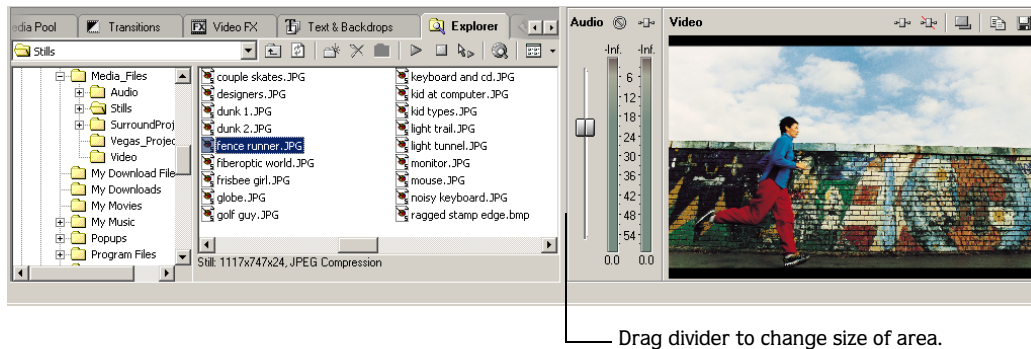 edia Pool
Transitions
Video FX
Text & Backdrops
Explorer
Stills
Media_Files
Audio
Stills
SurroundProj
Vegas_Projec
Video
My Download File
My Downloads
My Movies
My Music
Popups
Program Files
couple skates.JPG
designers.JPG
dunk 1.JPG
dunk 2.JPG
fence runner.JPG
fiberoptic world.JPG
frisbee girl.JPG
globe.JPG
golf guy.JPG
keyboard and cd.JPG
kid at computer.JPG
kid types.JPG
light trail.JPG
light tunnel.JPG
monitor.JPG
mouse.JPG
noisy keyboard.JPG
ragged stamp edge.bmp
Still: 1117x747x24, JPEG Compression
Audio
-Inf. -Inf.
6
12
18
24
30
36
42
48
54
0.0 0.0
Video
Drag divider to change size of area.